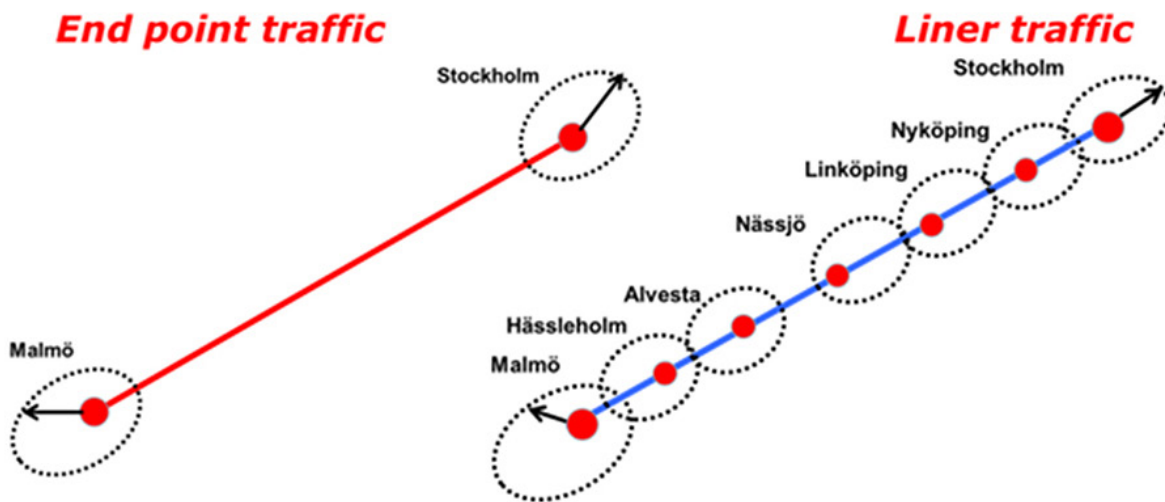 End point traffic
Stockholm
Malmö
Liner traffic
Stockholm
Nyköping
Linköping
Nässjö
Alvesta
Hässleholm
Malmö